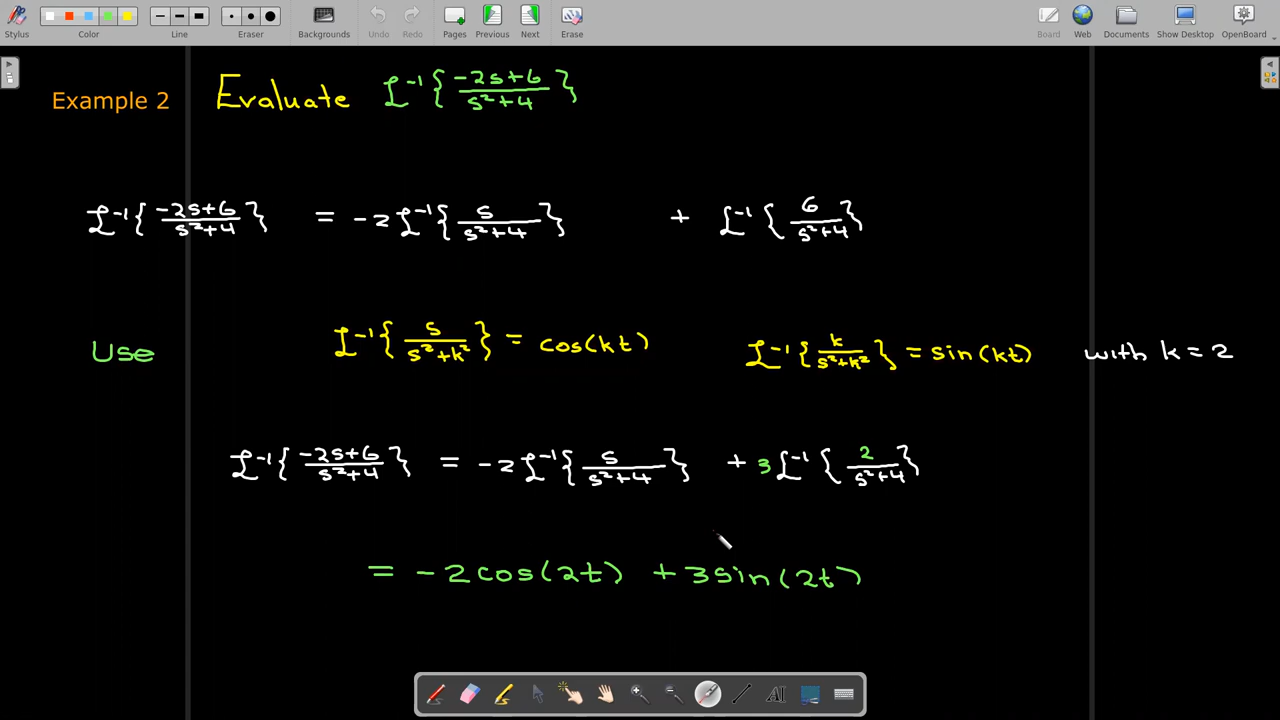 Stylus Color Line Eraser Backgrounds Undo Redo Pages Previous Next Erase Board Web Documents Show Desktop OpenBoard
Example 2 Evaluate ℒ⁻¹{(-2s+6)/(s²+4)}
ℒ⁻¹{(-2s+6)/(s²+4)} = -2ℒ⁻¹{s/(s²+4)} + ℒ⁻¹{6/(s²+4)}
Use ℒ⁻¹{s/(s²+k²)} = cos(kt) ℒ⁻¹{k/(s²+k²)} = sin(kt) with k = 2
ℒ⁻¹{(-2s+6)/(s²+4)} = -2ℒ⁻¹{s/(s²+4)} + 3ℒ⁻¹{2/(s²+4)}
= -2cos(2t) + 3sin(2t)
AI